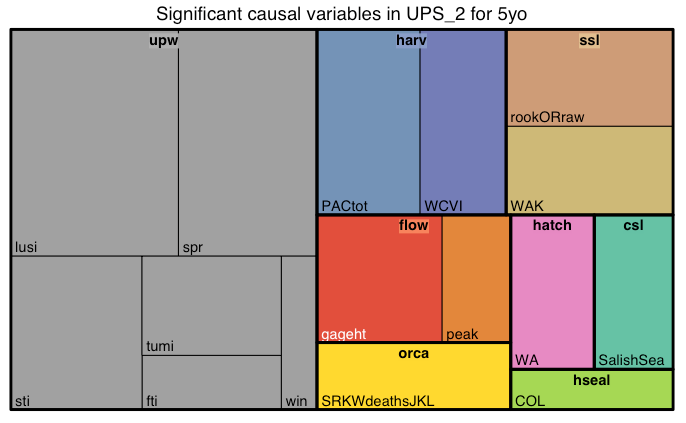 Significant causal variables in UPS_2 for 5yo
upw
harv
ssl
rookORraw
PACtot
WCVI
WAK
lusi
spr
flow
hatch
csl
gageht
peak
tumi
orca
WA
SalishSea
hseal
sti
fti
win
SRKWdeathsJKL
COL